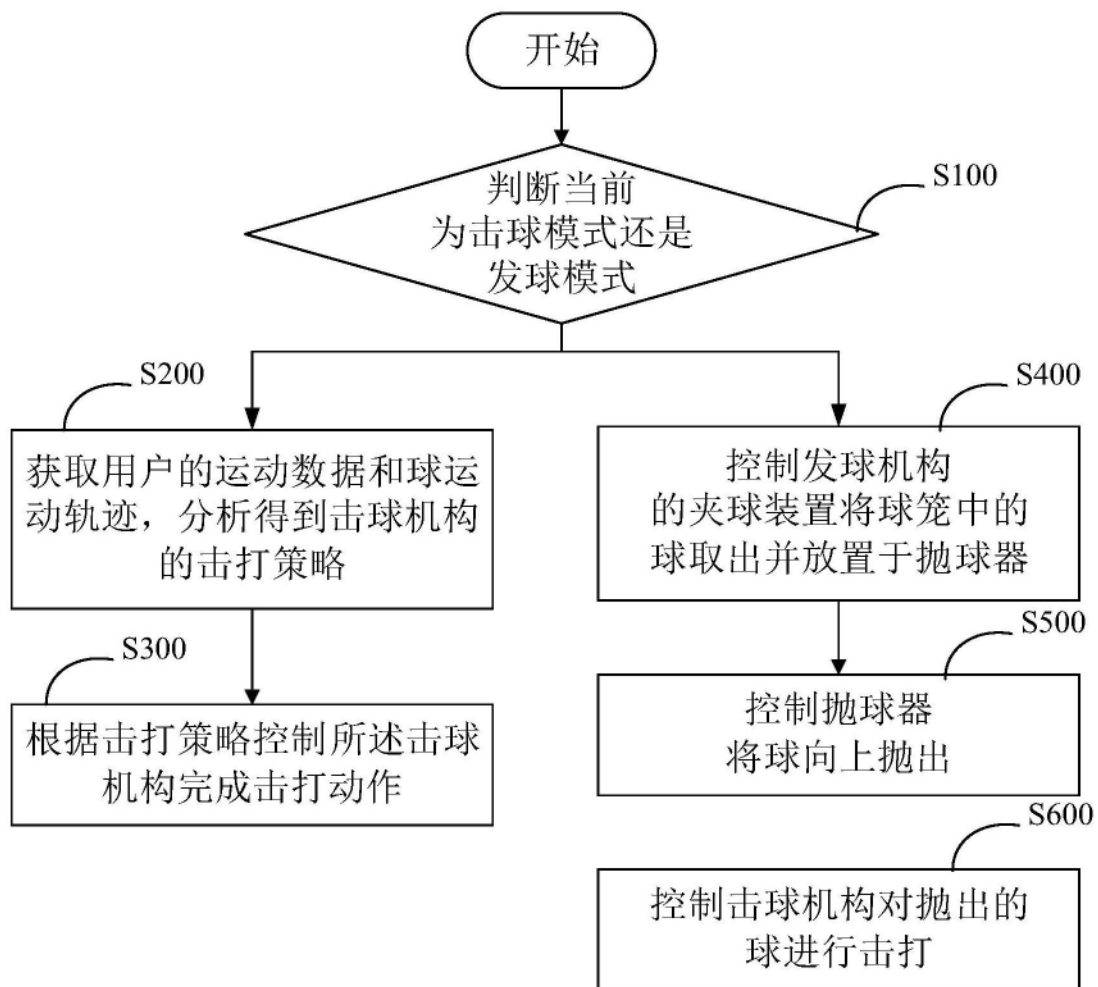 开始
判断当前
为击球模式还是
发球模式
S100
S200
获取用户的运动数据和球运
动轨迹，分析得到击球机构
的击打策略
S300
根据击打策略控制所述击球
机构完成击打动作
S400
控制发球机构
的夹球装置将球笼中的
球取出并放置于抛球器
S500
控制抛球器
将球向上抛出
S600
控制击球机构对抛出的
球进行击打